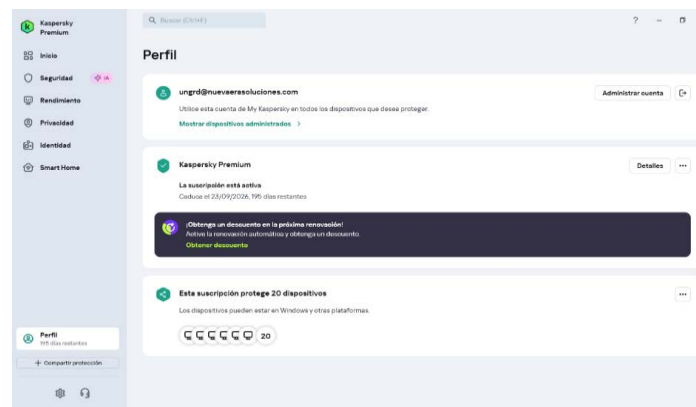 Kaspersky
Premium
Buscar (Ctrl+E)
?
Inicio
Seguridad
IA
Rendimiento
Privacidad
Identidad
Smart Home
Perfil
195 días restantes
+ Compartir protección
Perfil
ungrd@nuevaerasoluciones.com
Administrar cuenta
Utilice esta cuenta de My Kaspersky en todos los dispositivos que desea proteger.
Mostrar dispositivos administrados >
Kaspersky Premium
Detalles
La suscripción está activa
Caduca el 23/09/2026, 195 días restantes
¡Obtenga un descuento en la próxima renovación!
Active la renovación automática y obtenga un descuento.
Obtener descuento
Esta suscripción protege 20 dispositivos
Los dispositivos pueden estar en Windows y otras plataformas.
20